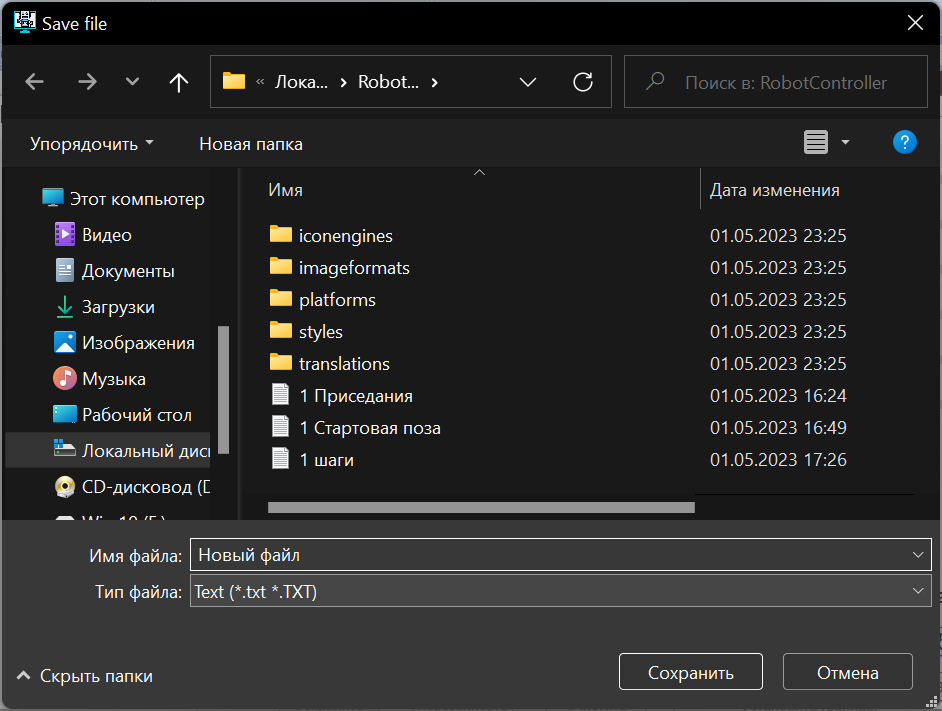 Save file
« Лока... › Robot... ›
Поиск в: RobotController
Упорядочить
Новая папка
?
Этот компьютер
Видео
Документы
Загрузки
Изображения
Музыка
Рабочий стол
Локальный дис
CD-дисковод (D
Имя
Дата изменения
iconengines 01.05.2023 23:25
imageformats 01.05.2023 23:25
platforms 01.05.2023 23:25
styles 01.05.2023 23:25
translations 01.05.2023 23:25
1 Приседания 01.05.2023 16:24
1 Стартовая поза 01.05.2023 16:49
1 шаги 01.05.2023 17:26
Имя файла: Новый файл
Тип файла: Text (*.txt *.TXT)
Скрыть папки
Сохранить
Отмена